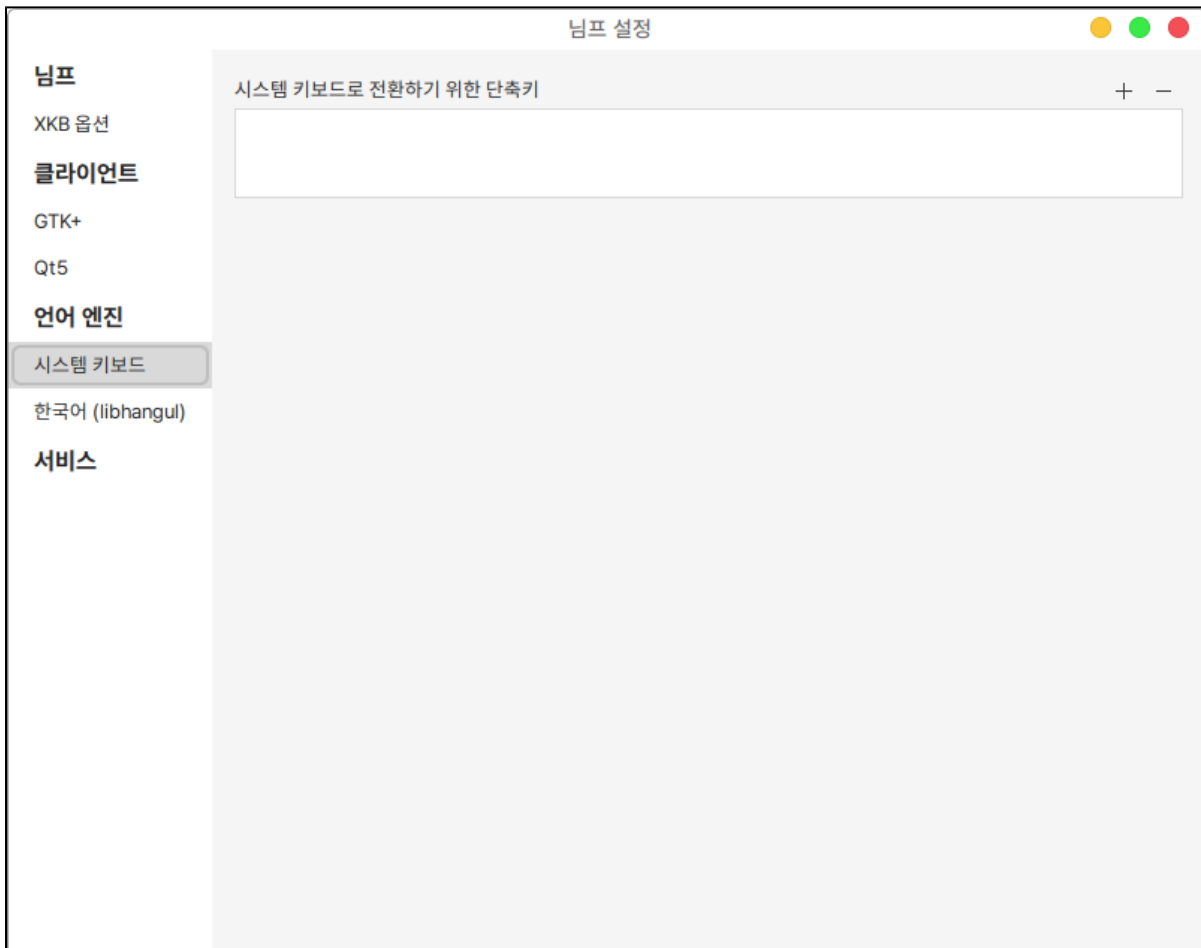 님프 설정
님프
XKB 옵션
클라이언트
GTK+
Qt5
언어 엔진
시스템 키보드
한국어 (libhangul)
서비스
시스템 키보드로 전환하기 위한 단축키